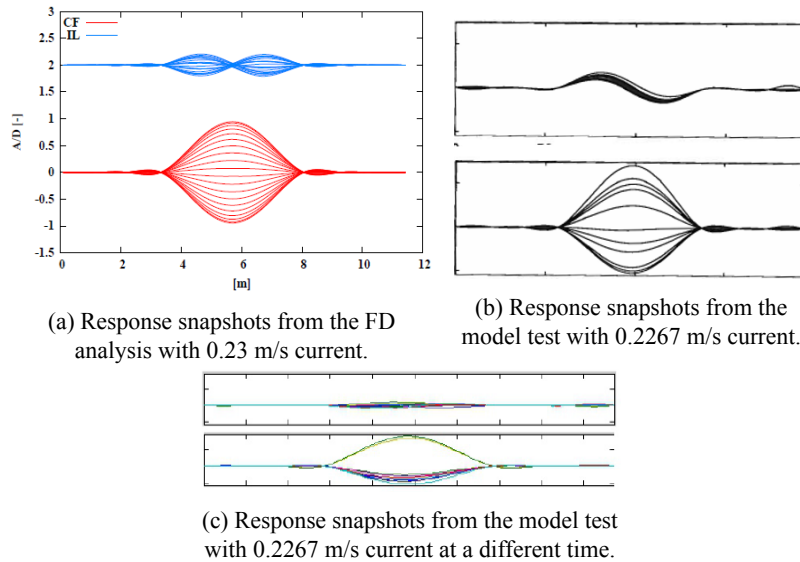 3
CF
IL
2.5
2
1.5
1
0.5
0
-0.5
-1
-1.5
A/D [-]
0 2 4 6 8 10 12
[m]
(a) Response snapshots from the FD
analysis with 0.23 m/s current.
(b) Response snapshots from the
model test with 0.2267 m/s current.
(c) Response snapshots from the model test
with 0.2267 m/s current at a different time.